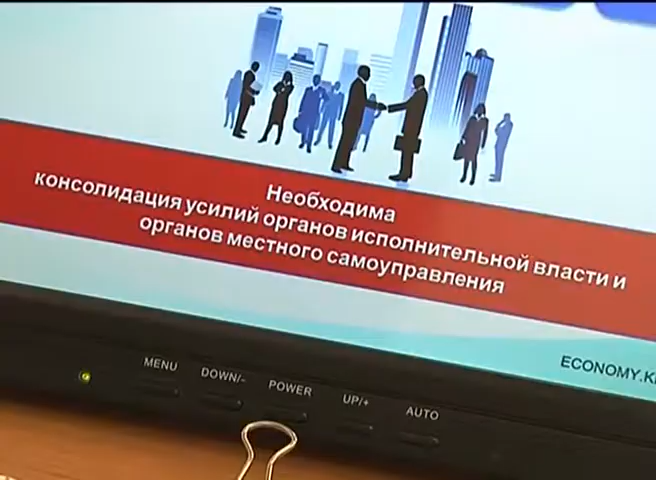 Необходима
консолидация усилий органов исполнительной власти и
органов местного самоуправления
ECONOMY.K
MENU DOWN/- POWER UP/+ AUTO